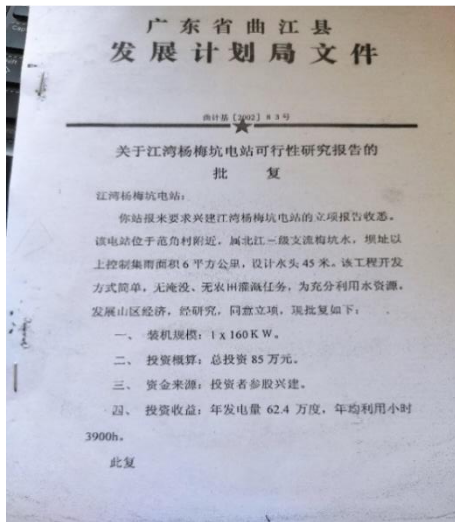 广东省曲江县
发展计划局文件
曲计基［2002］83号
关于江湾杨梅坑电站可行性研究报告的
批复
江湾杨梅坑电站：
你站报来要求兴建江湾杨梅坑电站的立项报告收悉。
该电站位于范角村附近，属北江三级支流梅坑水，坝址以
上控制集雨面积6平方公里，设计水头45米。该工程开发
方式简单，无淹没、无农田灌溉任务，为充分利用水资源，
发展山区经济，经研究，同意立项，现批复如下：
一、装机规模：1x160KW。
二、投资概算：总投资85万元。
三、资金来源：投资者参股兴建。
四、投资收益：年发电量62.4万度，年均利用小时
3900h。
此复